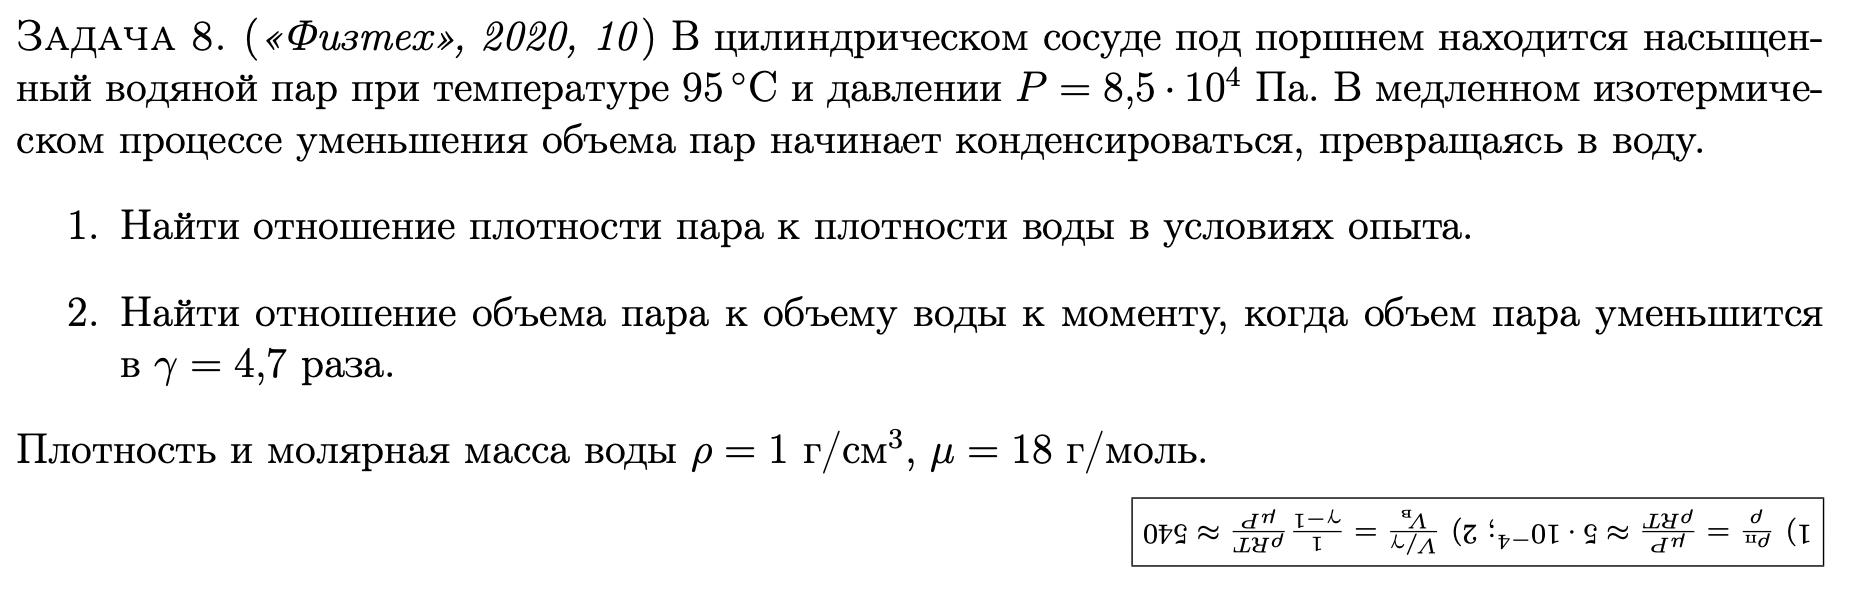 ЗАДАЧА 8. («Физтех», 2020, 10) В цилиндрическом сосуде под поршнем находится насыщен-
ный водяной пар при температуре 95 °C и давлении P = 8,5 · 10⁴ Па. В медленном изотермиче-
ском процессе уменьшения объема пар начинает конденсироваться, превращаясь в воду.
1. Найти отношение плотности пара к плотности воды в условиях опыта.
2. Найти отношение объема пара к объему воды к моменту, когда объем пара уменьшится
в γ = 4,7 раза.
Плотность и молярная масса воды ρ = 1 г/см³, μ = 18 г/моль.
1) ρп/ρ = μP/ρRT ≈ 5 · 10−4; 2) V/γ/Vв = 1/γ−1 ρRT/μP ≈ 540